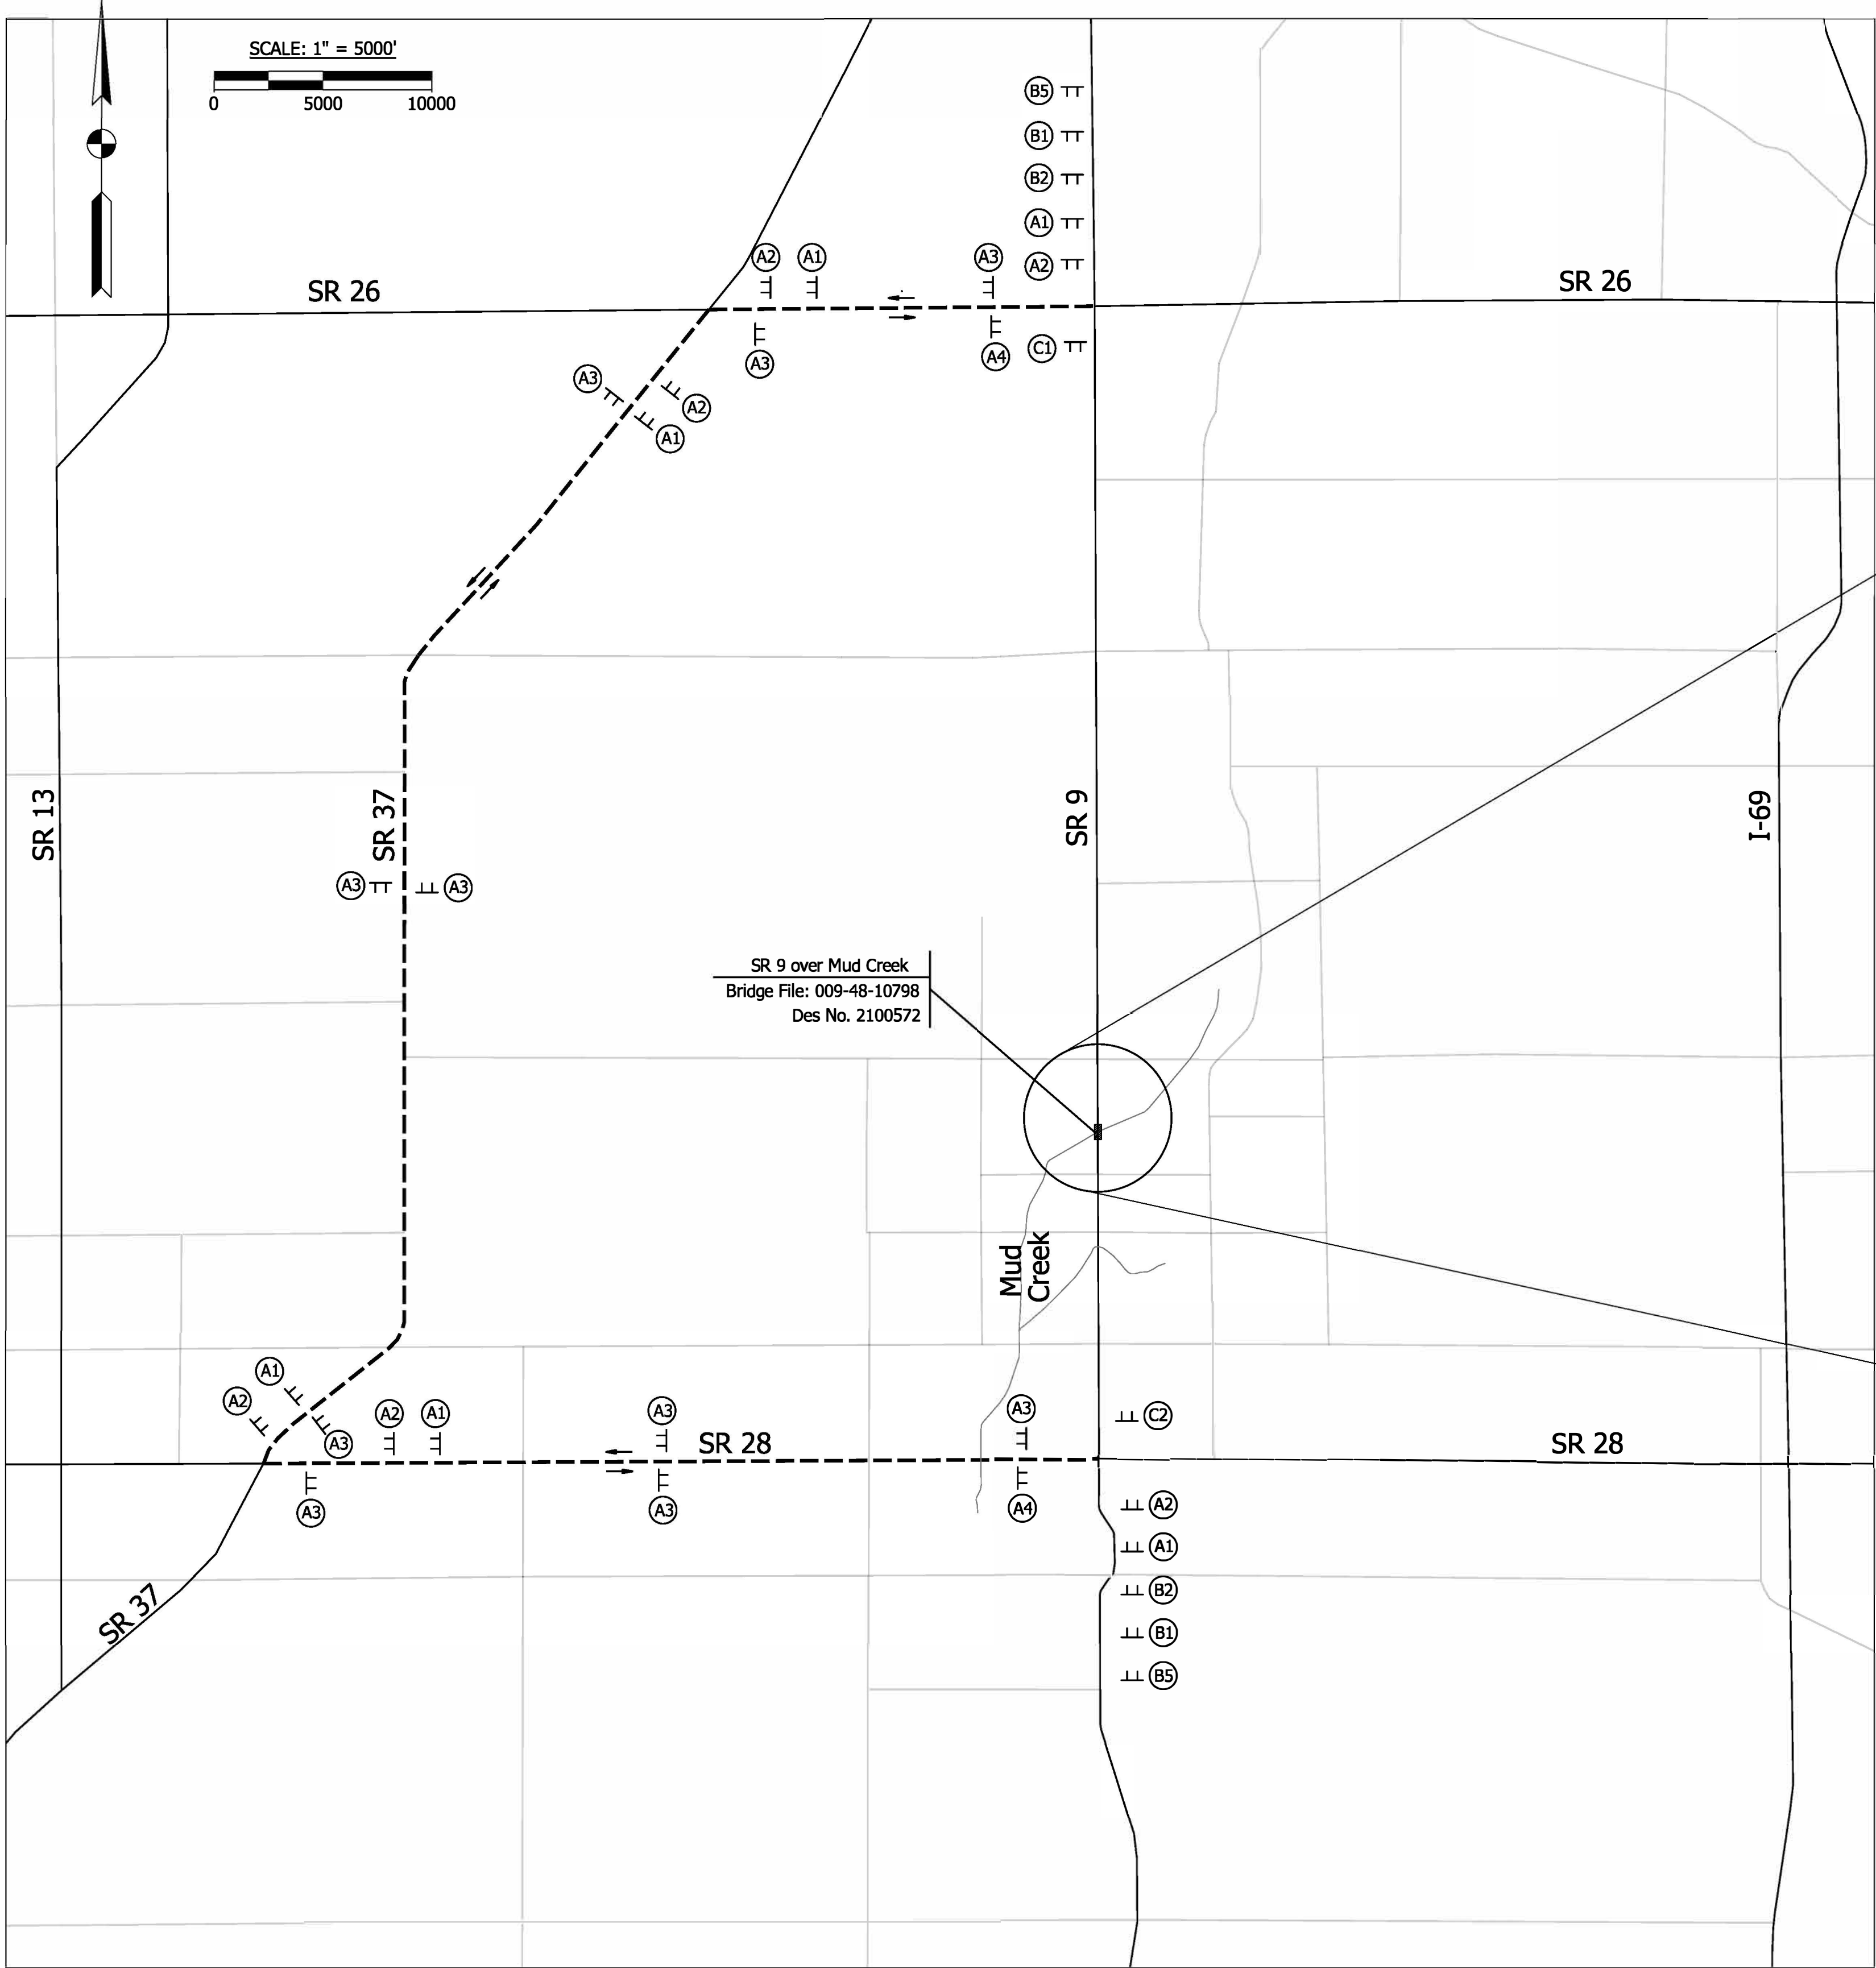 SCALE: 1" = 5000'
0 5000 10000
B5
B1
B2
A1
A2
A2 A1 A3
SR 26
SR 26
A3
A4
C1
A3
A2
A1
SR 13
SR 37
SR 9
I-69
A3
A3
SR 9 over Mud Creek
Bridge File: 009-48-10798
Des No. 2100572
Mud
Creek
A1
A2
A2
A1
A3
A3
C2
A3
SR 28
SR 28
A3
A3
A4
A2
A1
B2
B1
B5
SR 37